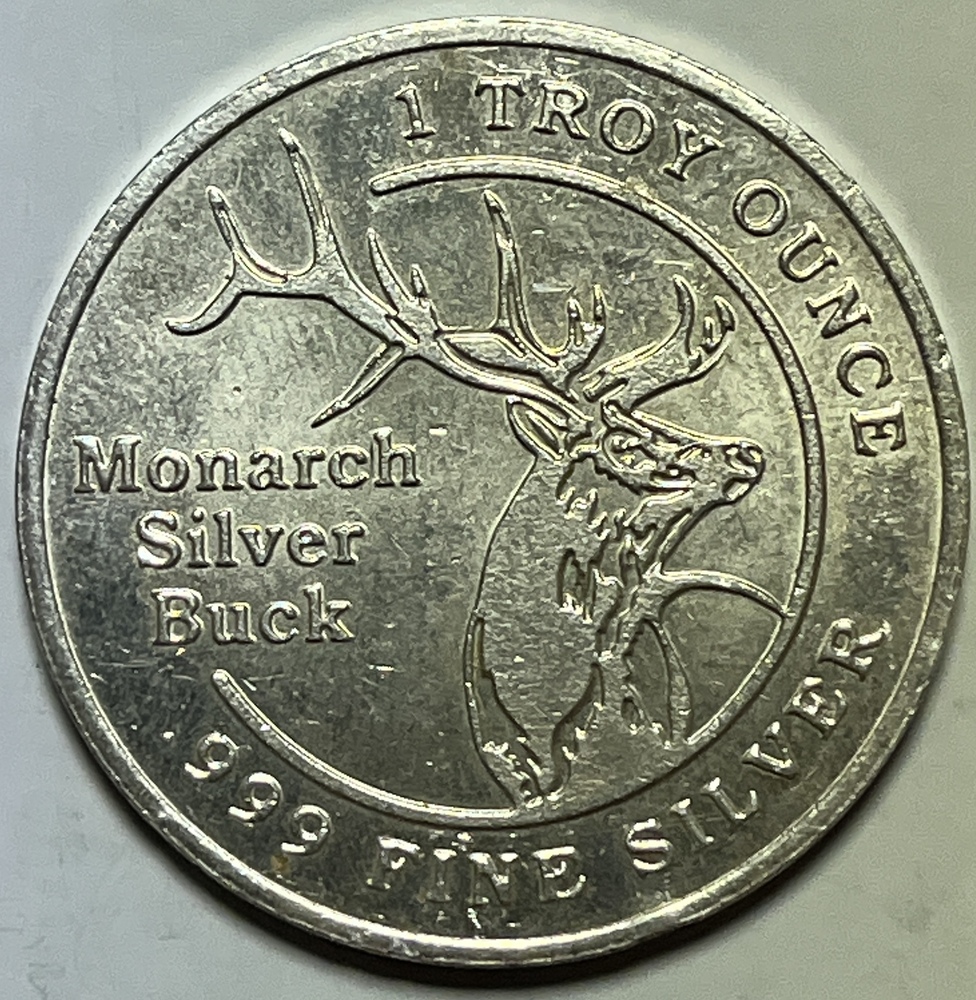 1 TROY OUNCE
Monarch
Silver
Buck
.999 FINE SILVER